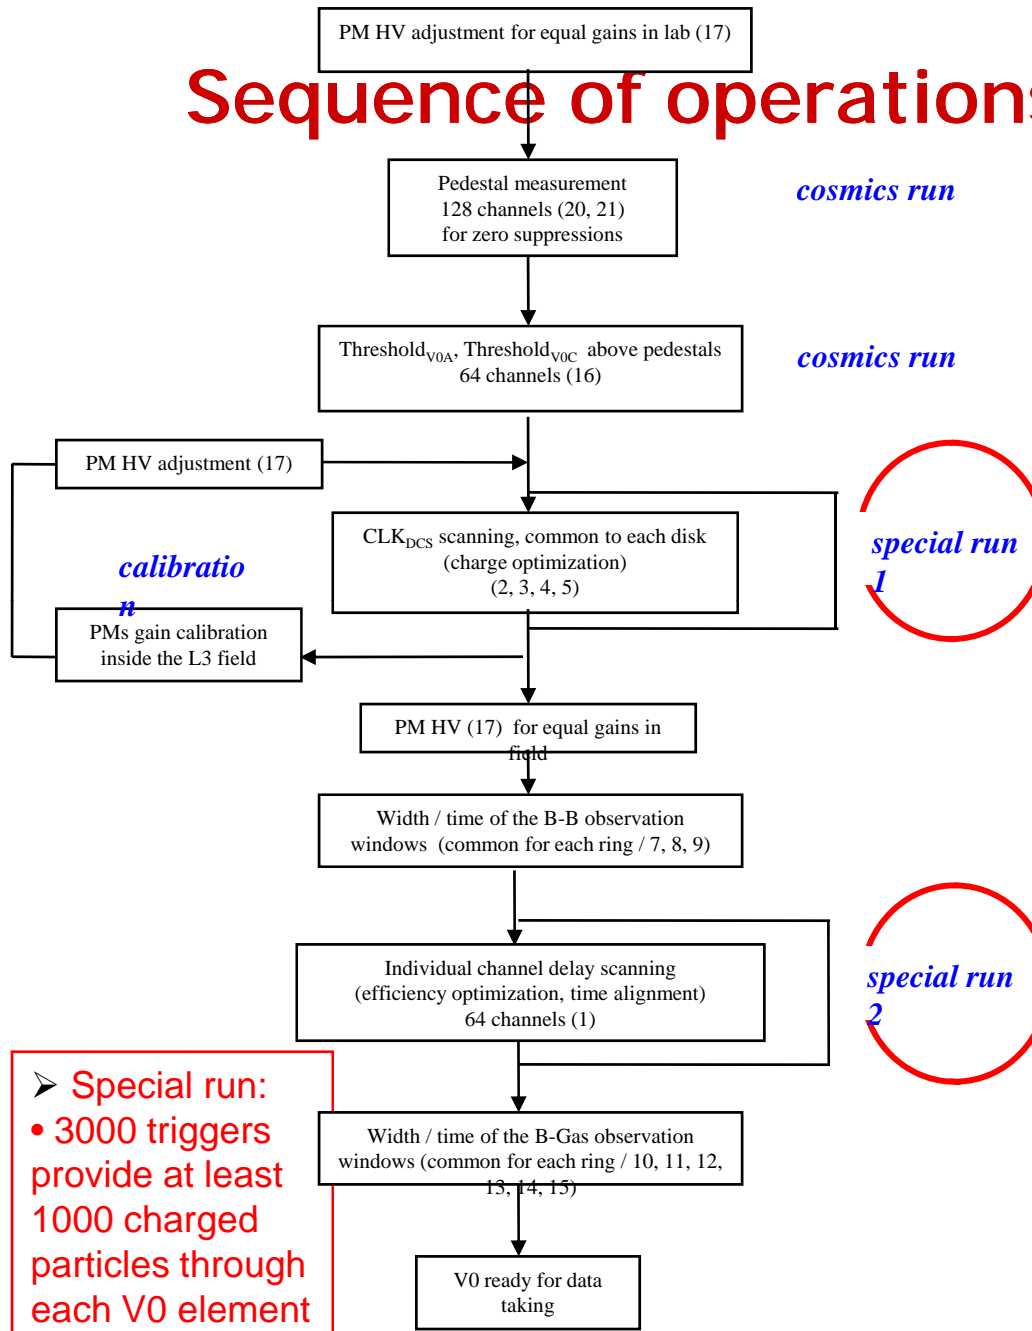 PM HV adjustment for equal gains in lab (17)
Sequence of operations
Pedestal measurement
128 channels (20, 21)
for zero suppressions
cosmics run
ThresholdV0A, ThresholdV0C above pedestals
64 channels (16)
cosmics run
PM HV adjustment (17)
CLKDCS scanning, common to each disk
(charge optimization)
(2, 3, 4, 5)
special run
1
calibratio
n
PMs gain calibration
inside the L3 field
PM HV (17) for equal gains in
field
Width / time of the B-B observation
windows (common for each ring / 7, 8, 9)
Individual channel delay scanning
(efficiency optimization, time alignment)
64 channels (1)
special run
2
➢ Special run:
• 3000 triggers
provide at least
1000 charged
particles through
each V0 element
Width / time of the B-Gas observation
windows (common for each ring / 10, 11, 12,
13, 14, 15)
V0 ready for data
taking